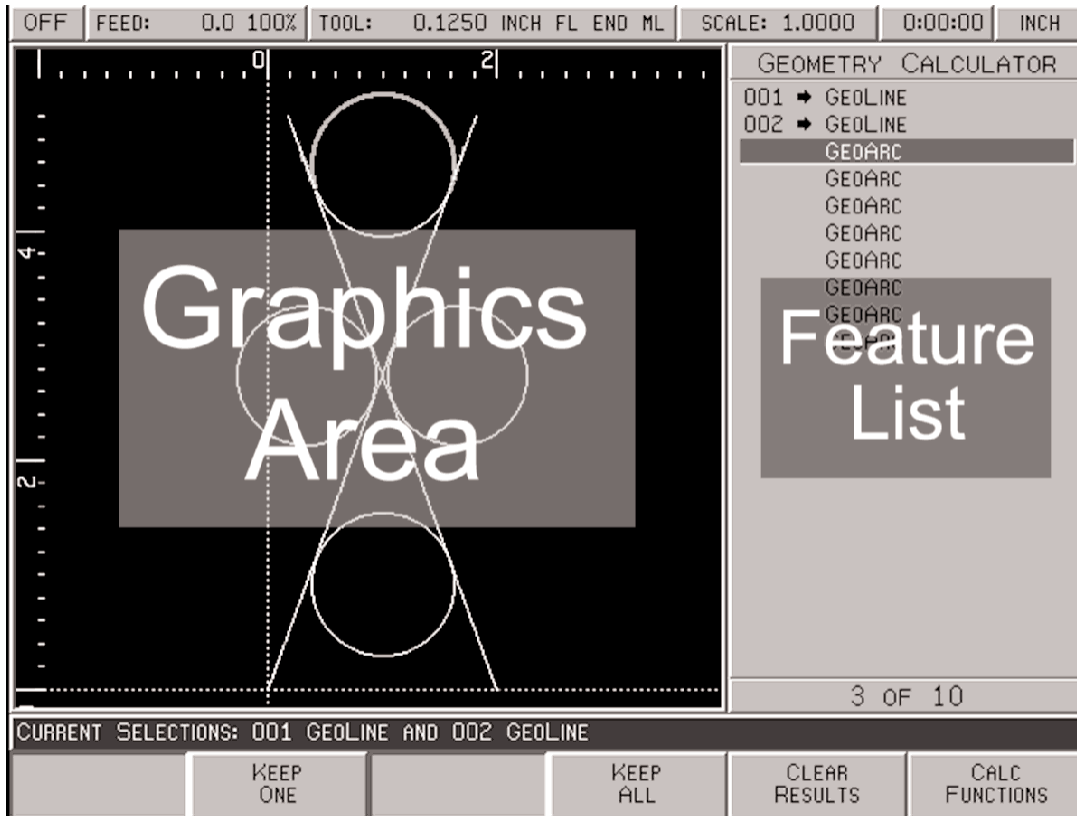 OFF FEED: 0.0 100% TOOL: 0.1250 INCH FL END ML SCALE: 1.0000 0:00:00 INCH
0 2
4
2
Graphics
Area
GEOMETRY CALCULATOR
001 ➡ GEOLINE
002 ➡ GEOLINE
GEOARC
GEOARC
GEOARC
GEOARC
GEOARC
GEOARC
GEOARC
GEOARC
Feature
List
3 OF 10
CURRENT SELECTIONS: 001 GEOLINE AND 002 GEOLINE
KEEP
ONE
KEEP
ALL
CLEAR
RESULTS
CALC
FUNCTIONS